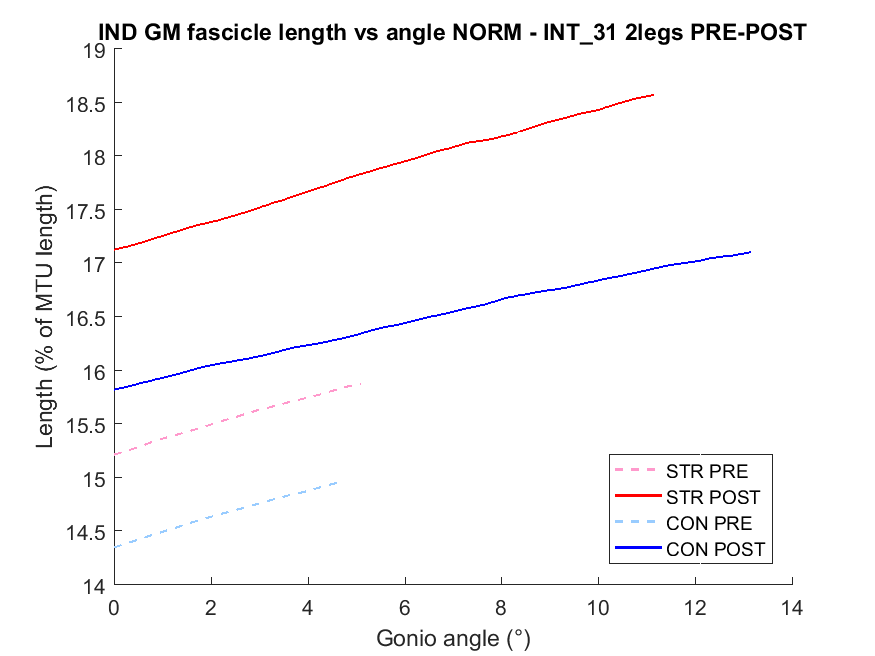 IND GM fascicle length vs angle NORM - INT_31 2legs PRE-POST
Length (% of MTU length)
19
18.5
18
17.5
17
16.5
16
15.5
15
14.5
14
0 2 4 6 8 10 12 14
Gonio angle (°)
STR PRE
STR POST
CON PRE
CON POST